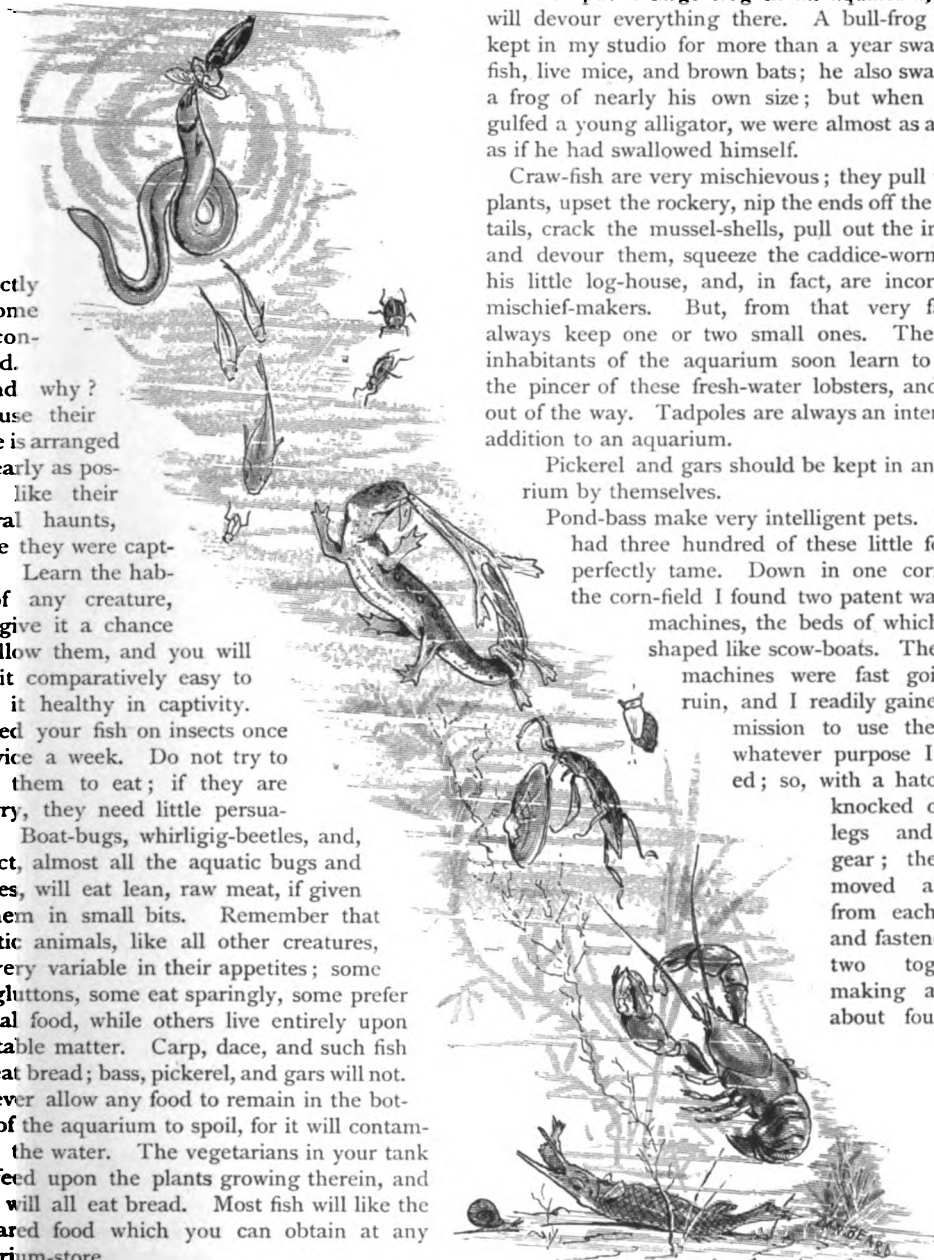 ctly
ome
con-
d.
nd why ?
use their
e is arranged
early as pos-
like their
ral haunts,
e they were capt-
Learn the hab-
of any creature,
give it a chance
llow them, and you will
it comparatively easy to
it healthy in captivity.
ed your fish on insects once
vice a week. Do not try to
them to eat ; if they are
ry, they need little persua-
Boat-bugs, whirligig-beetles, and,
ct, almost all the aquatic bugs and
es, will eat lean, raw meat, if given
hem in small bits. Remember that
tic animals, like all other creatures,
very variable in their appetites ; some
gluttons, some eat sparingly, some prefer
al food, while others live entirely upon
table matter. Carp, dace, and such fish
eat bread ; bass, pickerel, and gars will not.
ever allow any food to remain in the bot-
of the aquarium to spoil, for it will contam-
the water. The vegetarians in your tank
feed upon the plants growing therein, and
will all eat bread. Most fish will like the
ared food which you can obtain at any
rium-store.
large frog in an aquarium,
will devour everything there. A bull-frog
kept in my studio for more than a year swa
fish, live mice, and brown bats ; he also swa
a frog of nearly his own size ; but when
gulfed a young alligator, we were almost as a
as if he had swallowed himself.
Craw-fish are very mischievous ; they pull
plants, upset the rockery, nip the ends off the
tails, crack the mussel-shells, pull out the in
and devour them, squeeze the caddice-worm
his little log-house, and, in fact, are incor
mischief-makers. But, from that very f
always keep one or two small ones. The
inhabitants of the aquarium soon learn to
the pincer of these fresh-water lobsters, and
out of the way. Tadpoles are always an inter
addition to an aquarium.
Pickerel and gars should be kept in an
rium by themselves.
Pond-bass make very intelligent pets.
had three hundred of these little fe
perfectly tame. Down in one cor
the corn-field I found two patent wa
machines, the beds of which
shaped like scow-boats. The
machines were fast goi
ruin, and I readily gaine
mission to use the
whatever purpose I
ed ; so, with a hatc
knocked o
legs and
gear ; the
moved a
from each
and fasten
two tog
making a
about fou
D.C. BEARD